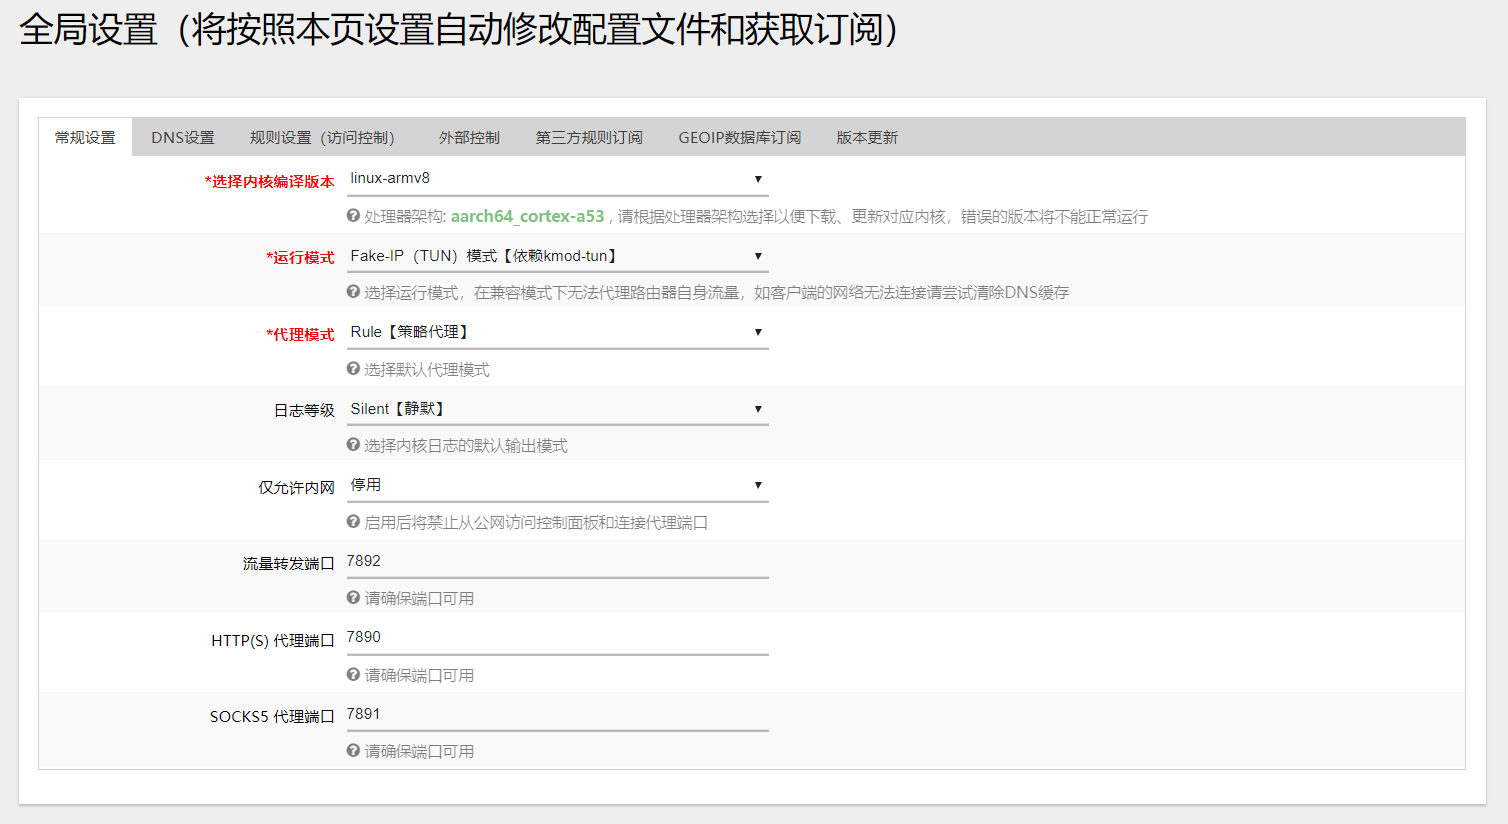 全局设置（将按照本页设置自动修改配置文件和获取订阅）
常规设置 DNS设置 规则设置（访问控制） 外部控制 第三方规则订阅 GEOIP数据库订阅 版本更新
*选择内核编译版本 linux-armv8
处理器架构: aarch64_cortex-a53 , 请根据处理器架构选择以便下载、更新对应内核，错误的版本将不能正常运行
*运行模式 Fake-IP（TUN）模式【依赖kmod-tun】
选择运行模式，在兼容模式下无法代理路由器自身流量，如客户端的网络无法连接请尝试清除DNS缓存
*代理模式 Rule【策略代理】
选择默认代理模式
日志等级 Silent【静默】
选择内核日志的默认输出模式
仅允许内网 停用
启用后将禁止从公网访问控制面板和连接代理端口
流量转发端口 7892
请确保端口可用
HTTP(S) 代理端口 7890
请确保端口可用
SOCKS5 代理端口 7891
请确保端口可用